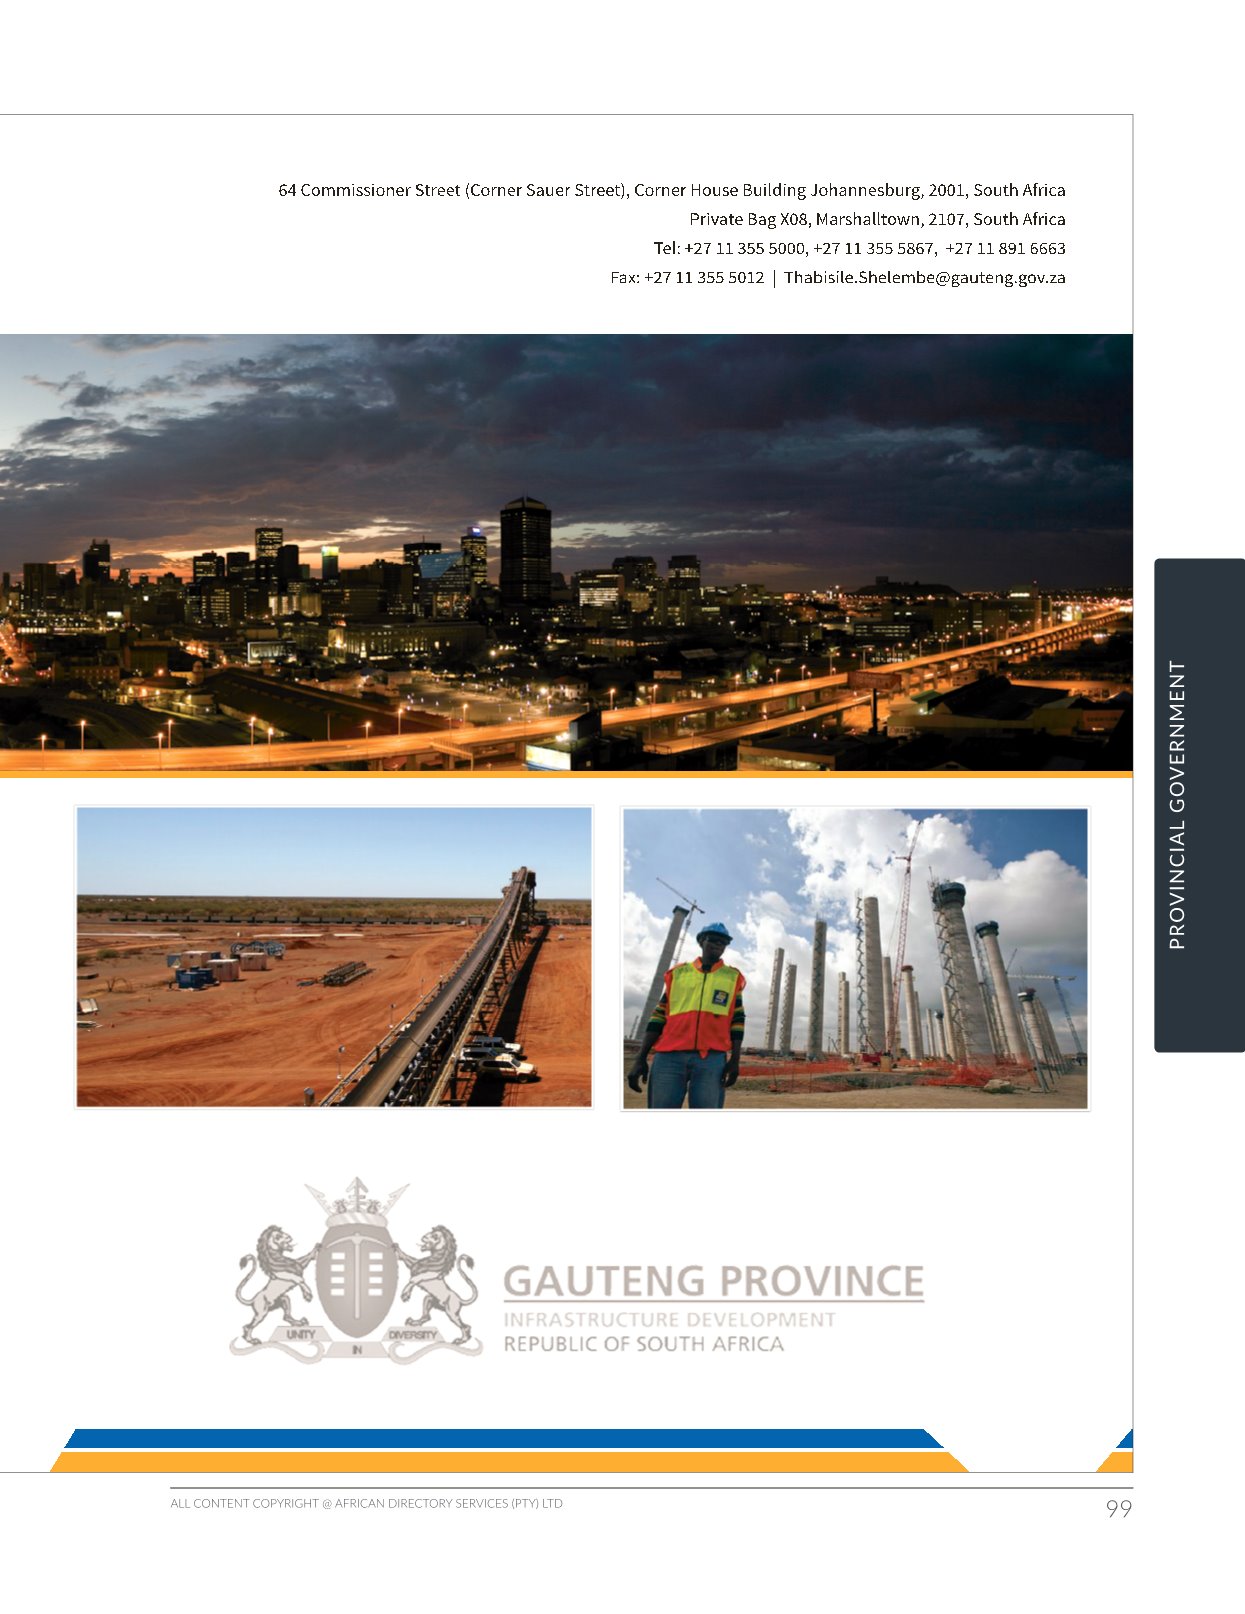 64 Commissioner Street (Corner Sauer Street), Corner House Building Johannesburg, 2001, South Africa
Private Bag X08, Marshalltown, 2107, South Africa
Tel: +27 11 355 5000, +27 11 355 5867, +27 11 891 6663
Fax: +27 11 355 5012 | Thabisile.Shelembe@gauteng.gov.za
PROVINCIAL GOVERNMENT
GAUTENG PROVINCE
INFRASTRUCTURE DEVELOPMENT
REPUBLIC OF SOUTH AFRICA
UNITY
IN
DIVERSITY
ALL CONTENT COPYRIGHT @ AFRICAN DIRECTORY SERVICES (PTY) LTD
99